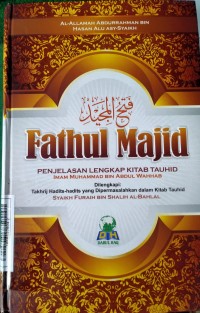 AL-ALLAMAH ABDURRAHMAN BIN
HASAN ALU ASY-SYAIKH
فتح المجيد
Fathul Majid
PENJELASAN LENGKAP KITAB TAUHID
IMAM MUHAMMAD BIN ABDUL WAHHAB
Dilengkapi:
Takhrij Hadits-hadits yang Dipermasalahkan dalam Kitab Tauhid
SYAIKH FURAIH BIN SHALIH AL-BAHLAL
DARUL HAQ